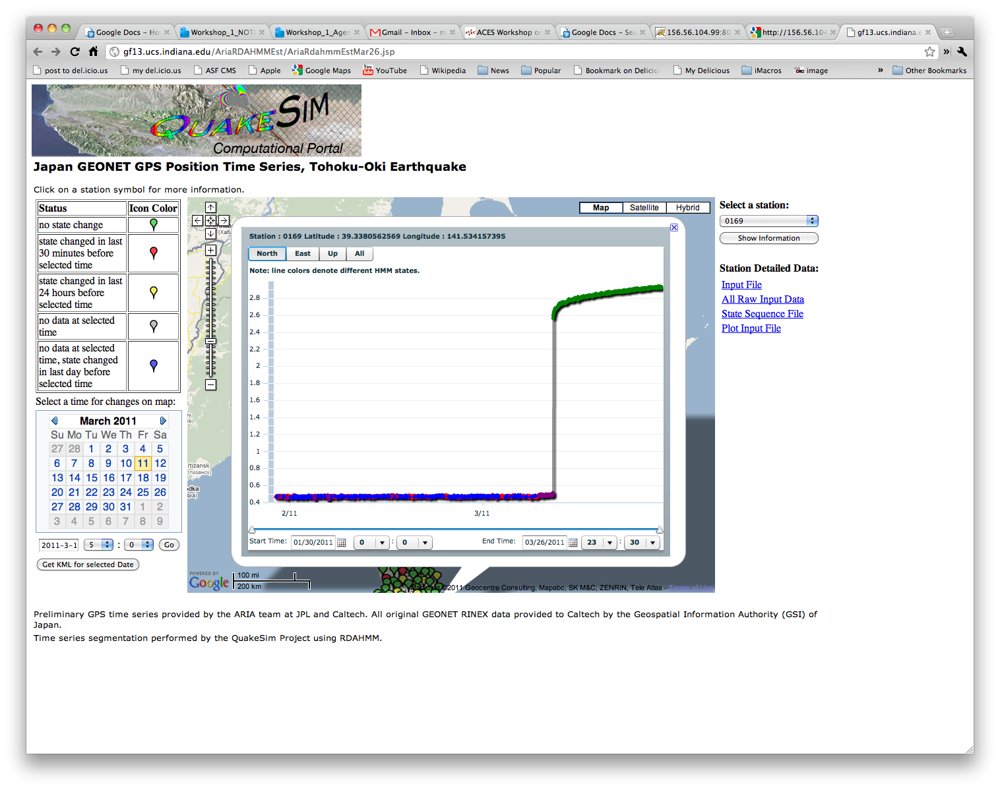 Google Docs – Ho
Workshop_1_NOT
Workshop_1_Agen
Gmail – Inbox – m
ACES Workshop or
Google Docs – Sea
156.56.104.99:80
http://156.56.104
gf13.ucs.indiana.e
gf13.ucs.indiana.edu/AriaRDAHMMEst/AriaRdahmmEstMar26.jsp
post to del.icio.us
my del.icio.us
ASF CMS
Apple
Google Maps
YouTube
Wikipedia
News
Popular
Bookmark on Delicio
My Delicious
iMacros
image
»
Other Bookmarks
QUAKESIM
Computational Portal
Japan GEONET GPS Position Time Series, Tohoku-Oki Earthquake
Click on a station symbol for more information.
Status Icon Color
no state change
state changed in last
30 minutes before
selected time
state changed in last
24 hours before
selected time
no data at selected
time
no data at selected
time, state changed
in last day before
selected time
Select a time for changes on map:
March 2011
Su Mo Tu We Th Fr Sa
27 28 1 2 3 4 5
6 7 8 9 10 11 12
13 14 15 16 17 18 19
20 21 22 23 24 25 26
27 28 29 30 31 1 2
3 4 5 6 7 8 9
2011-3-1 5 : 0 Go
Get KML for selected Date
Map Satellite Hybrid
Station : 0169 Latitude : 39.3380562569 Longitude : 141.534157395
North East Up All
Note: line colors denote different HMM states.
2.8
2.6
2.4
2.2
2
1.8
1.6
1.4
1.2
1
0.8
0.6
0.4
2/11 3/11
Start Time: 01/30/2011 0 : 0 End Time: 03/26/2011 23 : 30
POWERED BY
Google
100 mi
200 km
Map data ©2011 Geocentre Consulting, Mapabc, SK M&C, ZENRIN, Tele Atlas - Terms of Use
Select a station:
0169
Show Information
Station Detailed Data:
Input File
All Raw Input Data
State Sequence File
Plot Input File
Preliminary GPS time series provided by the ARIA team at JPL and Caltech. All original GEONET RINEX data provided to Caltech by the Geospatial Information Authority (GSI) of
Japan.
Time series segmentation performed by the QuakeSim Project using RDAHMM.